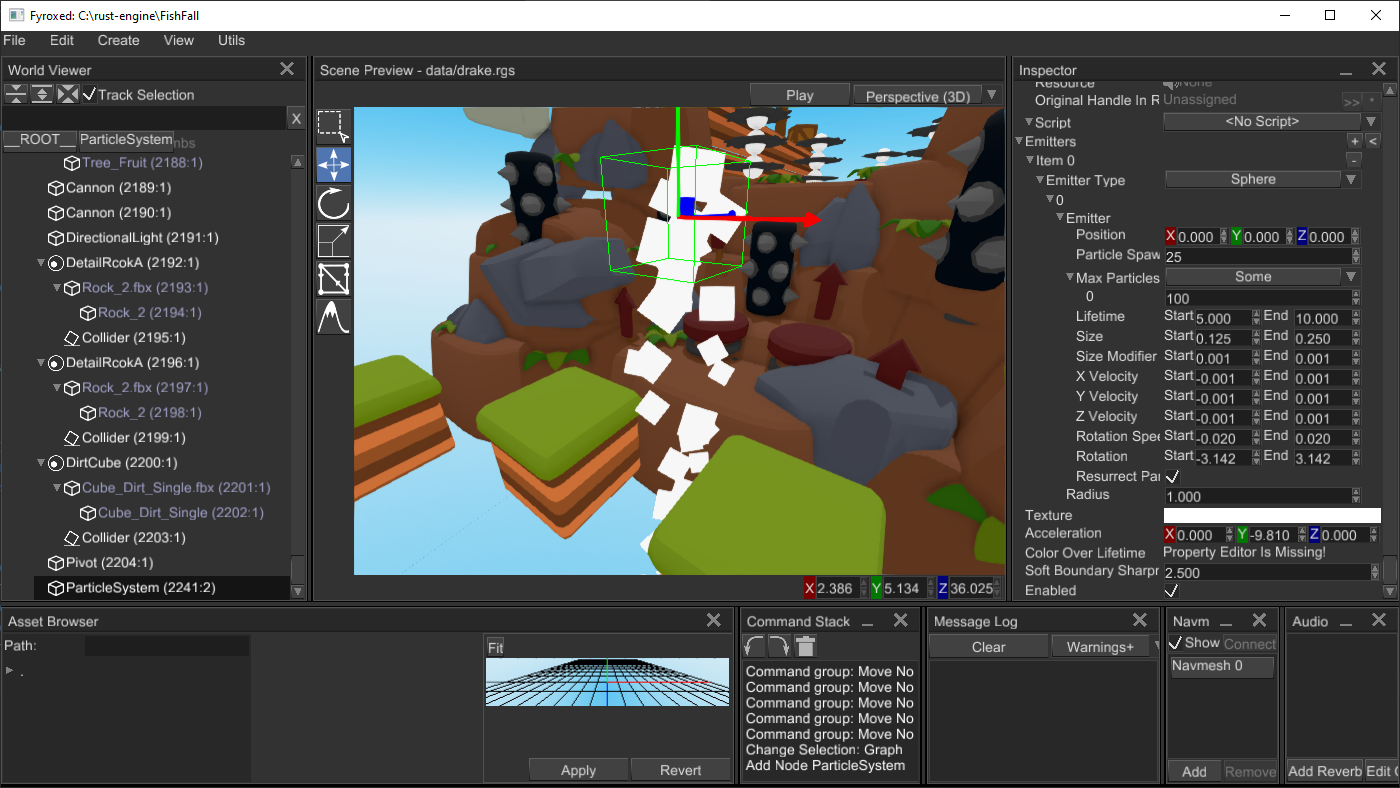 Fyroxed: C:\rust-engine\FishFall
File Edit Create View Utils
World Viewer
Track Selection
X
__ROOT__ ParticleSystem
Tree_Fruit (2188:1)
Cannon (2189:1)
Cannon (2190:1)
DirectionalLight (2191:1)
DetailRcokA (2192:1)
Rock_2.fbx (2193:1)
Rock_2 (2194:1)
Collider (2195:1)
DetailRcokA (2196:1)
Rock_2.fbx (2197:1)
Rock_2 (2198:1)
Collider (2199:1)
DirtCube (2200:1)
Cube_Dirt_Single.fbx (2201:1)
Cube_Dirt_Single (2202:1)
Collider (2203:1)
Pivot (2204:1)
ParticleSystem (2241:2)
Scene Preview - data/drake.rgs
Play Perspective (3D)
X 2.386 Y 5.134 Z 36.025
Inspector
Resource None
Original Handle In R Unassigned >> *
Script <No Script>
Emitters + <
Item 0 -
Emitter Type Sphere
0
Emitter
Position X 0.000 Y 0.000 Z 0.000
Particle Spaw 25
Max Particles Some
0 100
Lifetime Start 5.000 End 10.000
Size Start 0.125 End 0.250
Size Modifier Start 0.001 End 0.001
X Velocity Start -0.001 End 0.001
Y Velocity Start -0.001 End 0.001
Z Velocity Start -0.001 End 0.001
Rotation Spee Start -0.020 End 0.020
Rotation Start -3.142 End 3.142
Resurrect Par
Radius 1.000
Texture
Acceleration X 0.000 Y -9.810 Z 0.000
Color Over Lifetime Property Editor Is Missing!
Soft Boundary Sharpr 2.500
Enabled
Asset Browser
Path:
.
Fit
Apply Revert
Command Stack
Command group: Move No
Command group: Move No
Command group: Move No
Command group: Move No
Command group: Move No
Change Selection: Graph
Add Node ParticleSystem
Message Log
Clear Warnings+
Navm
Show Connect
Navmesh 0
Add Remove
Audio
Add Reverb Edit